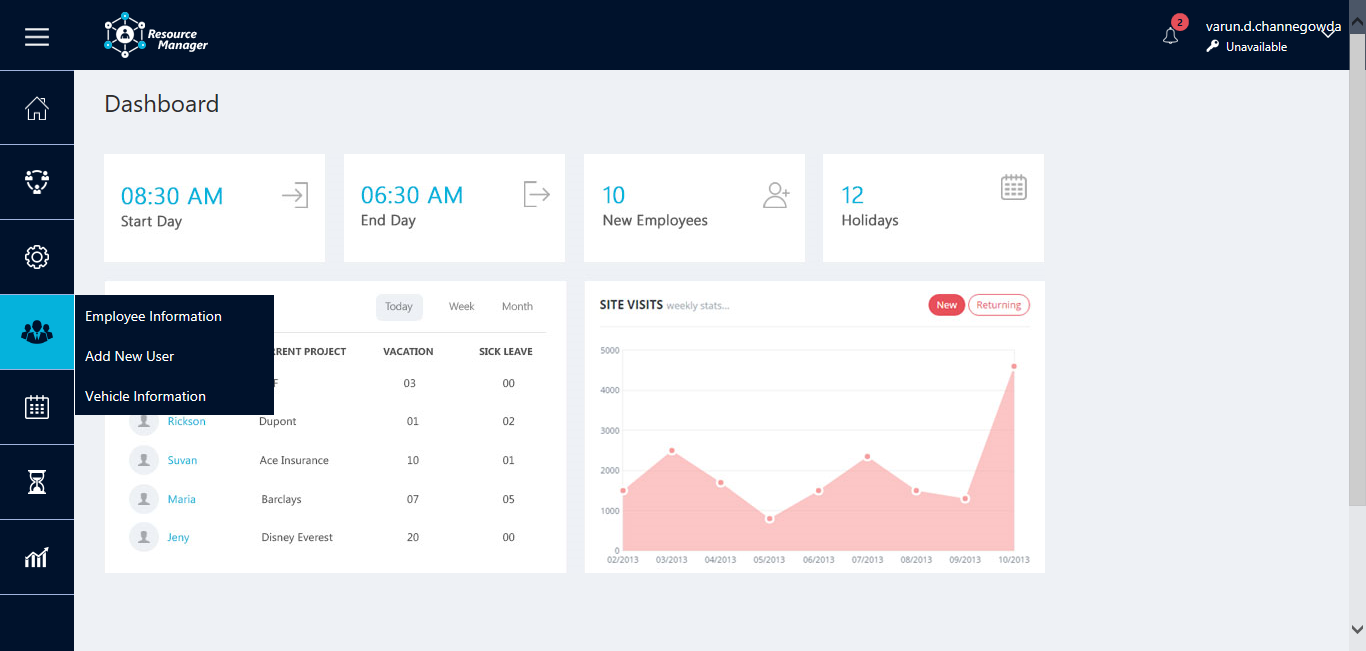 Resource
Manager
2
varun.d.channegowda
Unavailable
Dashboard
08:30 AM
Start Day
06:30 AM
End Day
10
New Employees
12
Holidays
Employee Information
Add New User
Vehicle Information
Today Week Month
VACATION SICK LEAVE
03 00
Rickson Dupont 01 02
Suvan Ace Insurance 10 01
Maria Barclays 07 05
Jeny Disney Everest 20 00
SITE VISITS weekly stats... New Returning
5000
4000
3000
2000
1000
0
02/2013 03/2013 04/2013 05/2013 06/2013 07/2013 08/2013 09/2013 10/2013